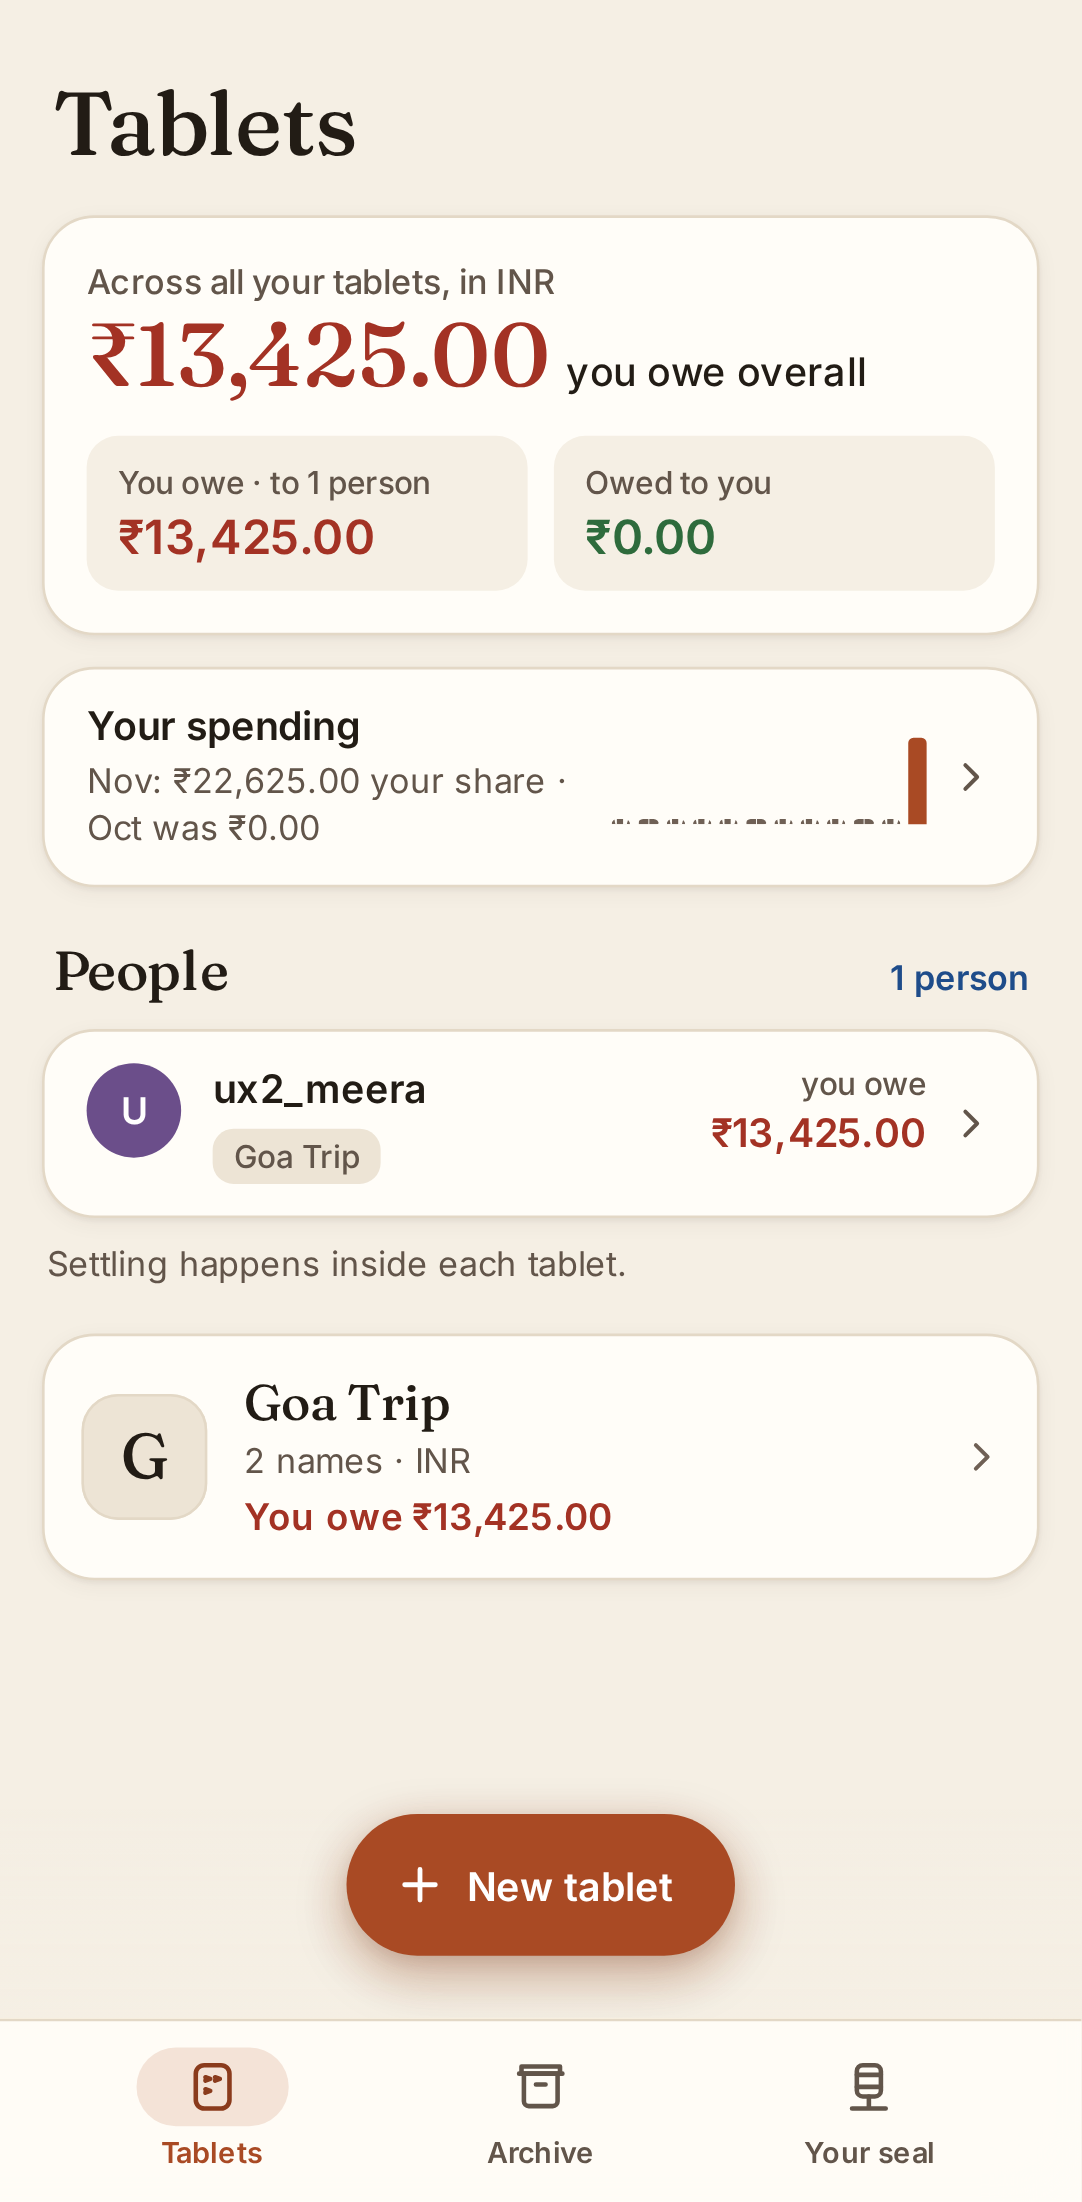 Tablets
Across all your tablets, in INR
₹13,425.00 you owe overall
You owe · to 1 person
₹13,425.00
Owed to you
₹0.00
Your spending
Nov: ₹22,625.00 your share ·
Oct was ₹0.00
People
1 person
U
ux2_meera
Goa Trip
you owe
₹13,425.00
Settling happens inside each tablet.
G
Goa Trip
2 names · INR
You owe ₹13,425.00
+ New tablet
Tablets
Archive
Your seal